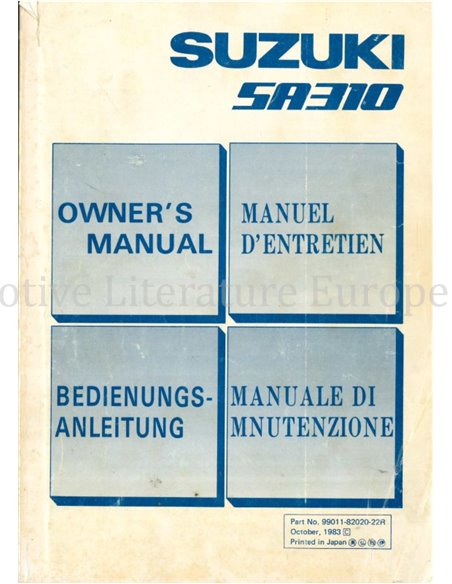 SUZUKI
SA310
OWNER'S
MANUAL
MANUEL
D'ENTRETIEN
otive Literature Europe
BEDIENUNGS-
ANLEITUNG
MANUALE DI
MNUTENZIONE
Part No. 99011-82020-22R
October, 1983 C
Printed in Japan